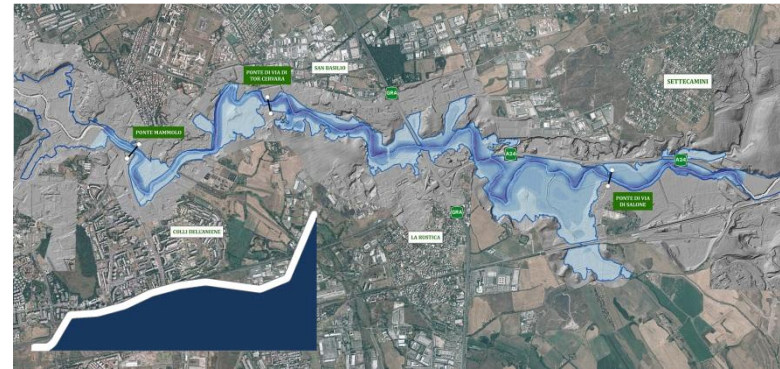 SAN BASILIO
PONTE DI VIA DI
TOR CERVARA
GRA
SETTECAMINI
PONTE MAMMOLO
A24
A24
PONTE DI VIA
DI SALONE
GRA
COLLI DELL'ANIENE
LA RUSTICA